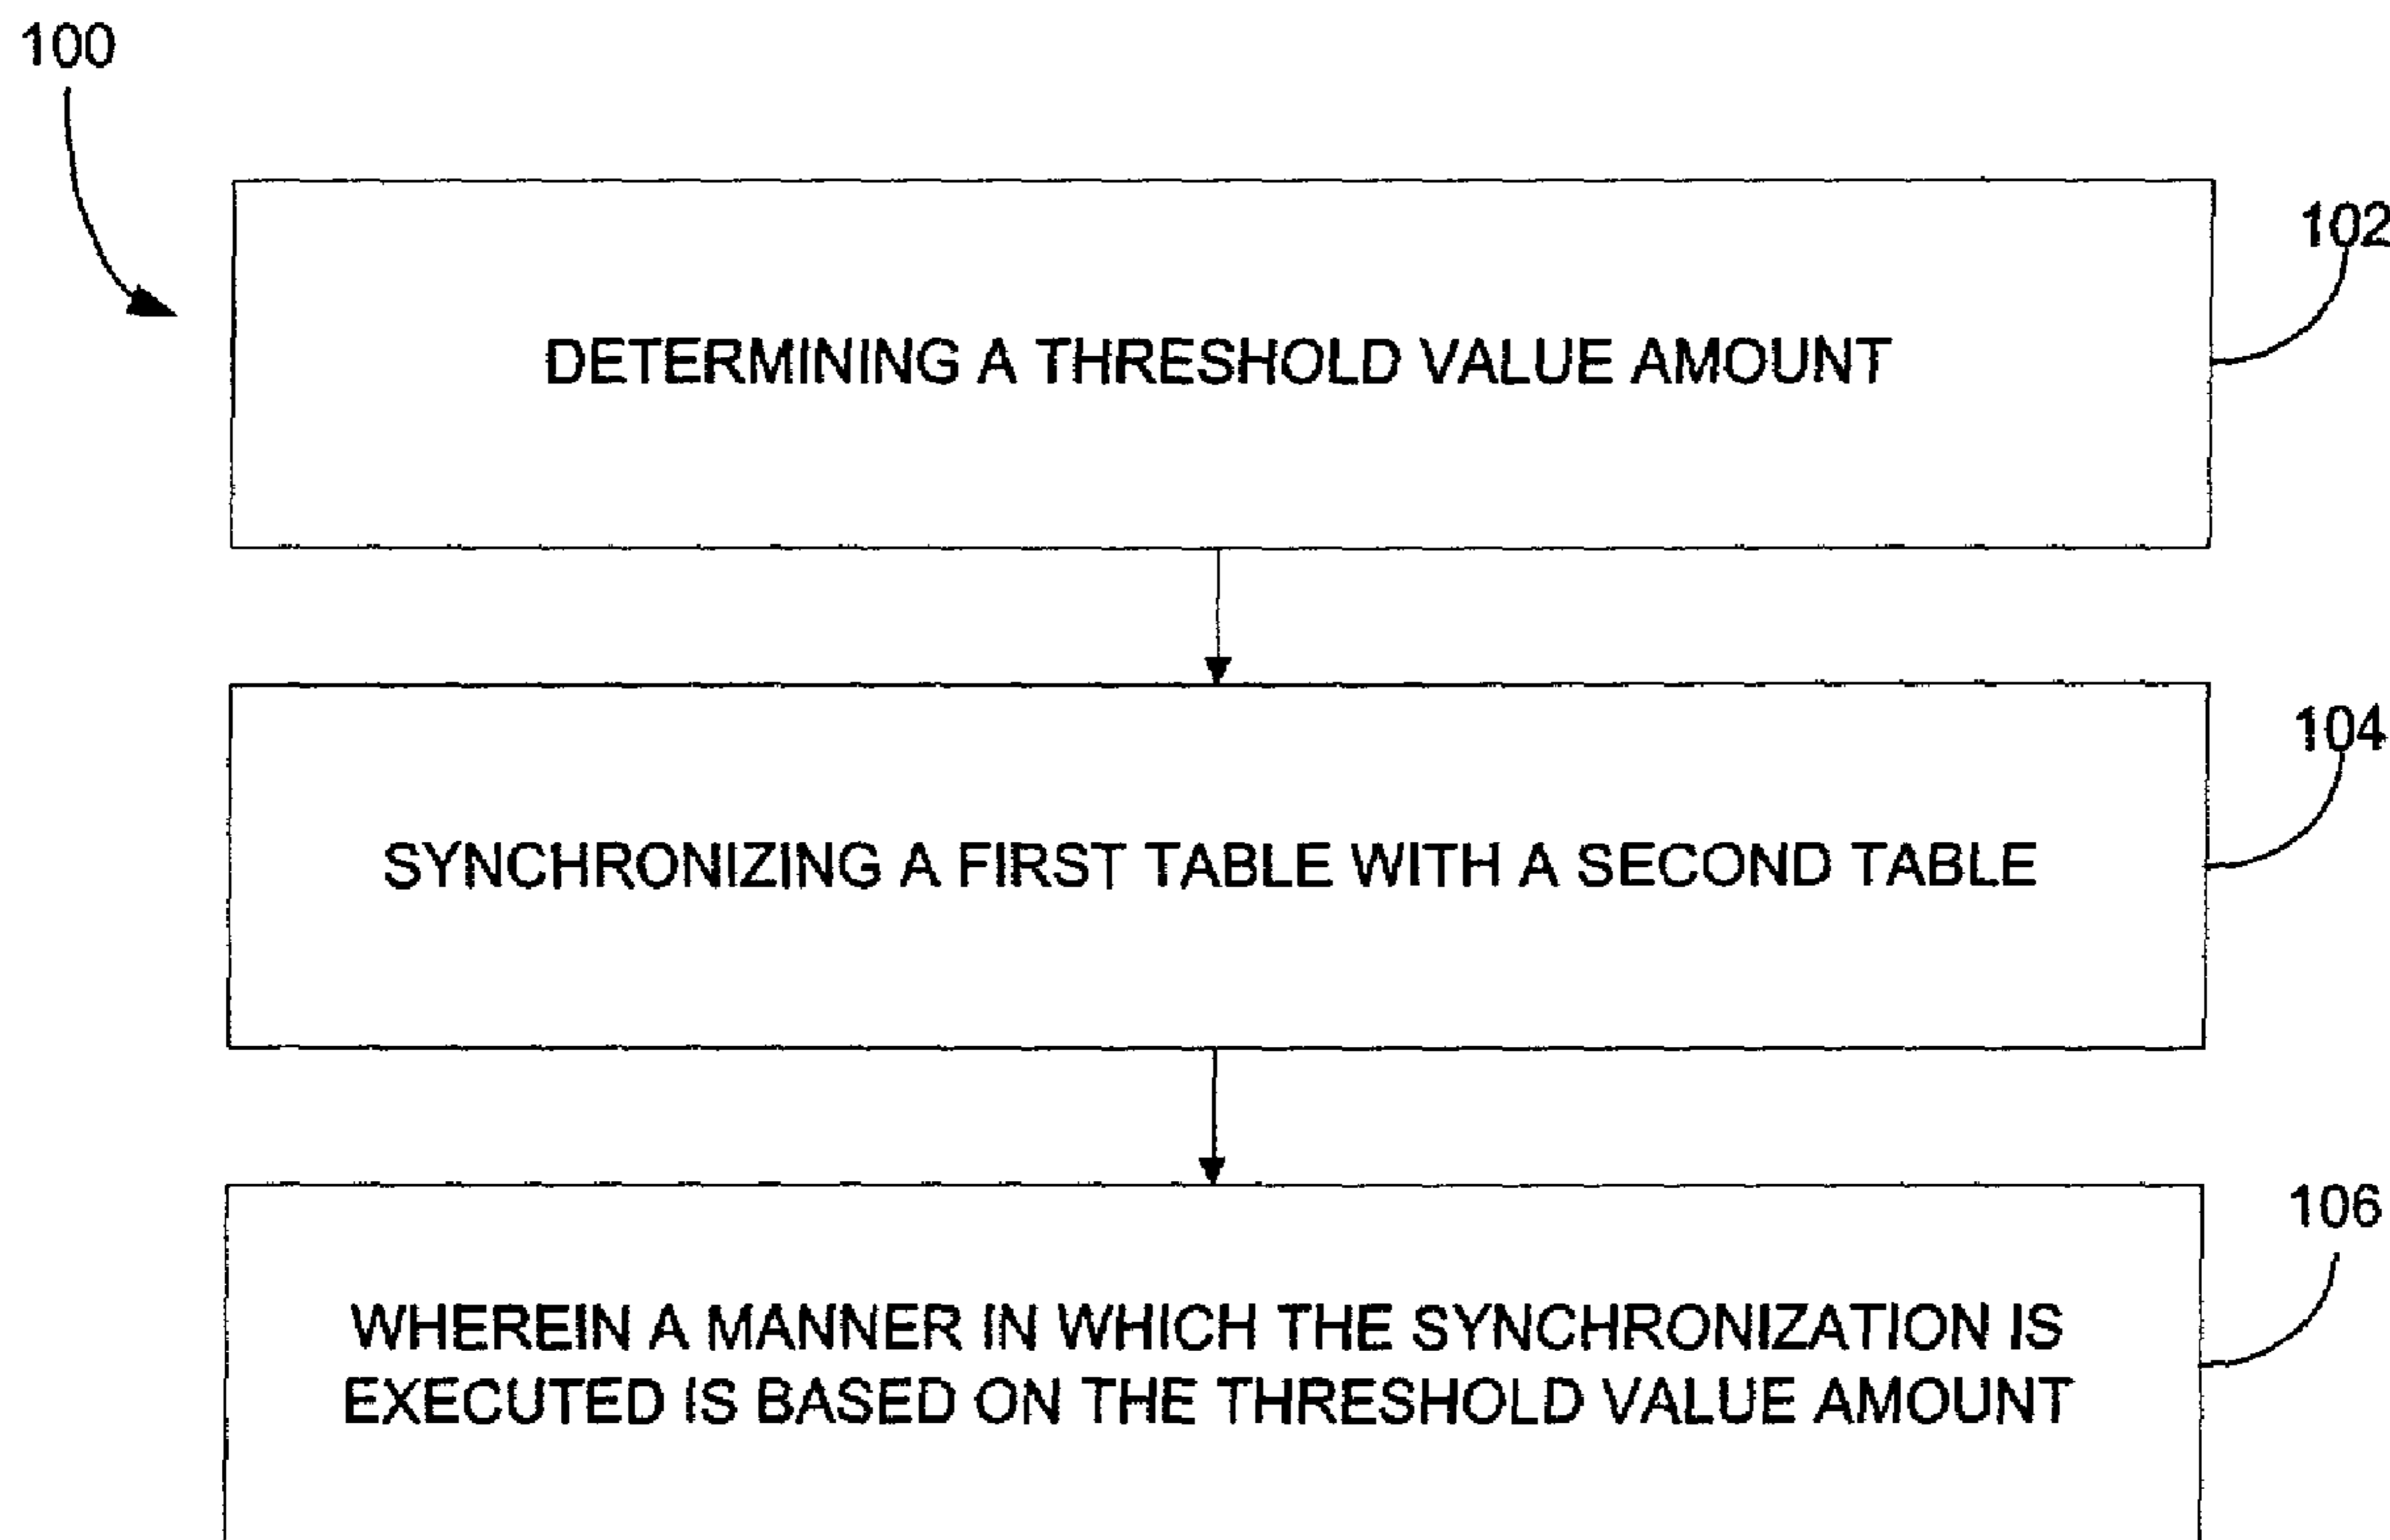 100
102
DETERMINING A THRESHOLD VALUE AMOUNT
104
SYNCHRONIZING A FIRST TABLE WITH A SECOND TABLE
106
WHEREIN A MANNER IN WHICH THE SYNCHRONIZATION IS
EXECUTED IS BASED ON THE THRESHOLD VALUE AMOUNT